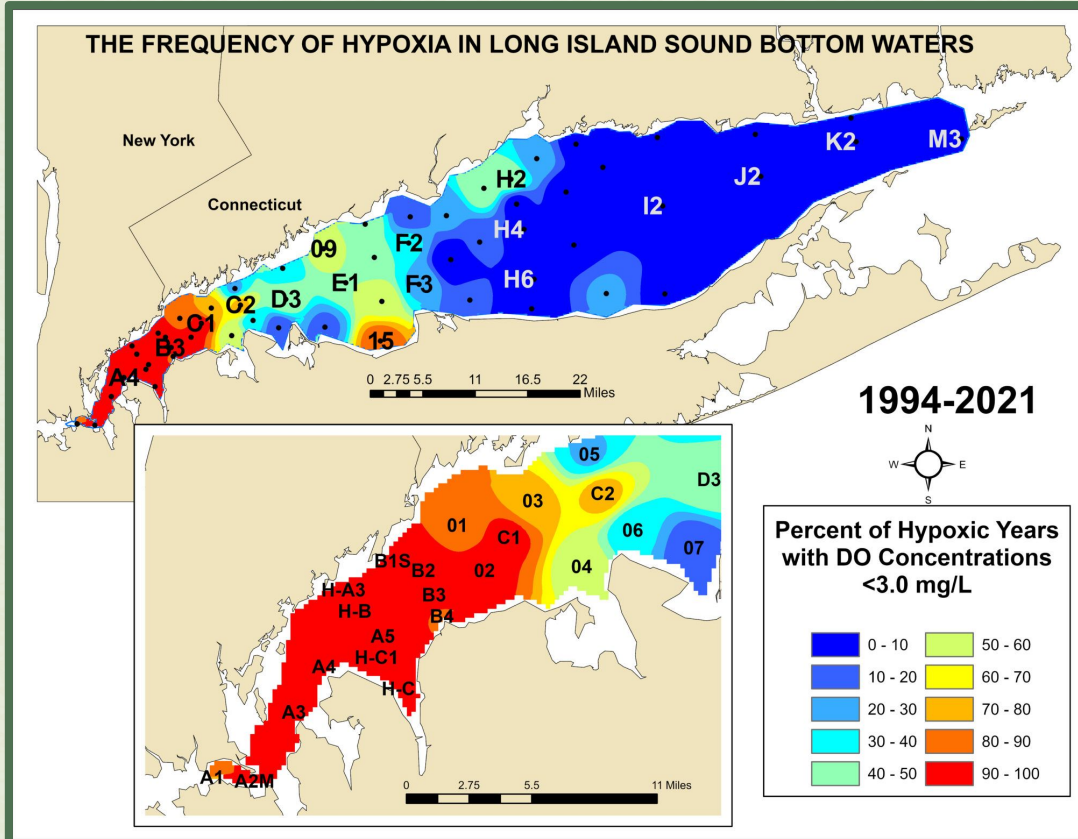 THE FREQUENCY OF HYPOXIA IN LONG ISLAND SOUND BOTTOM WATERS
New York
Connecticut
K2
M3
H2
J2
I2
H4
F2
09
H6
E1
F3
D3
C2
C1
15
B3
A4
0 2.75 5.5 11 16.5 22
Miles
1994-2021
N
W E
S
05
D3
C2
03
01
06
C1
07
B1S
B2
02
04
H-A3
B3
H-B
B4
A5
H-C1
A4
H-C
A3
A1
A2M
0 2.75 5.5 11 Miles
Percent of Hypoxic Years
with DO Concentrations
<3.0 mg/L
0 - 10
10 - 20
20 - 30
30 - 40
40 - 50
50 - 60
60 - 70
70 - 80
80 - 90
90 - 100